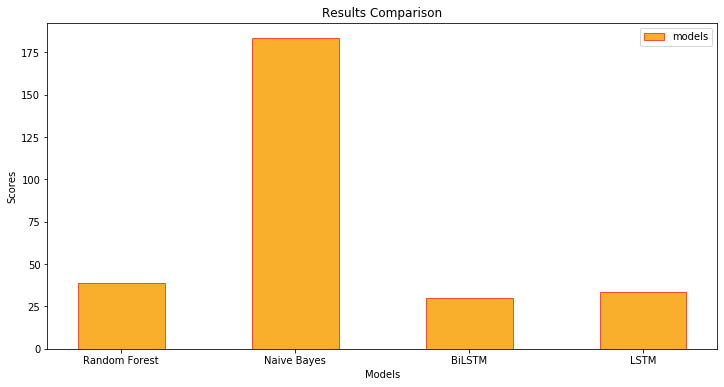 Results Comparison
models
175
150
125
100
75
50
25
0
Scores
Random Forest
Naive Bayes
BiLSTM
LSTM
Models